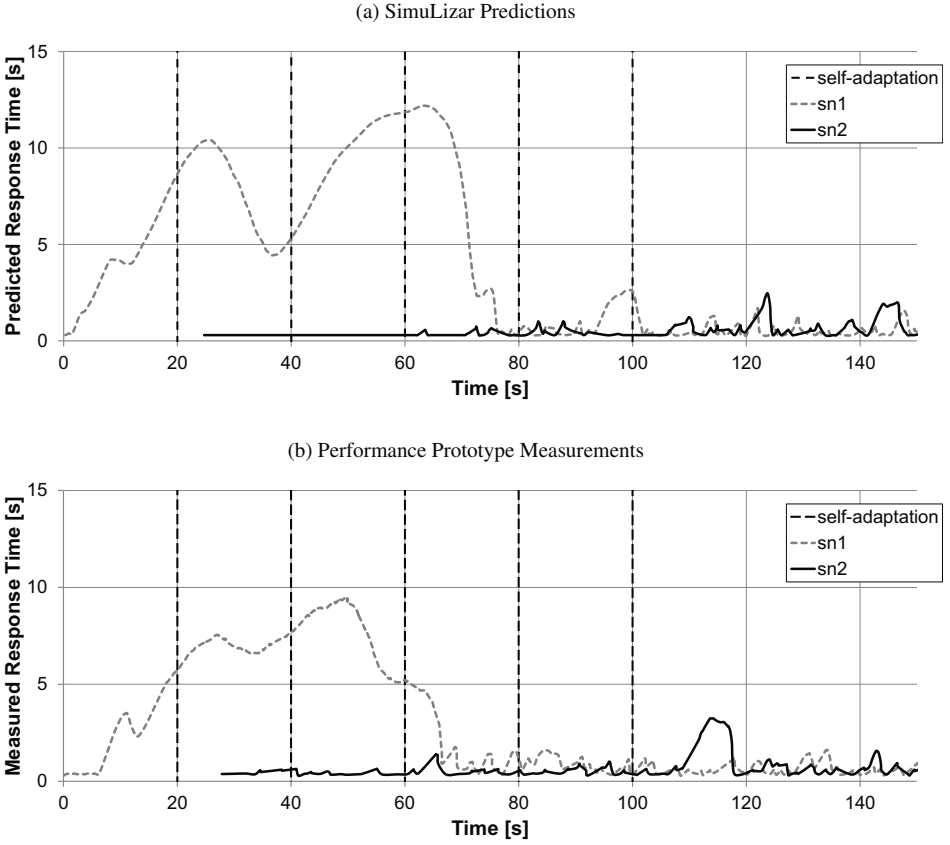 (a) SimuLizar Predictions
Predicted Response Time [s]
15
10
5
0
self-adaptation
sn1
sn2
0 20 40 60 80 100 120 140
Time [s]
(b) Performance Prototype Measurements
Measured Response Time [s]
15
10
5
0
self-adaptation
sn1
sn2
0 20 40 60 80 100 120 140
Time [s]